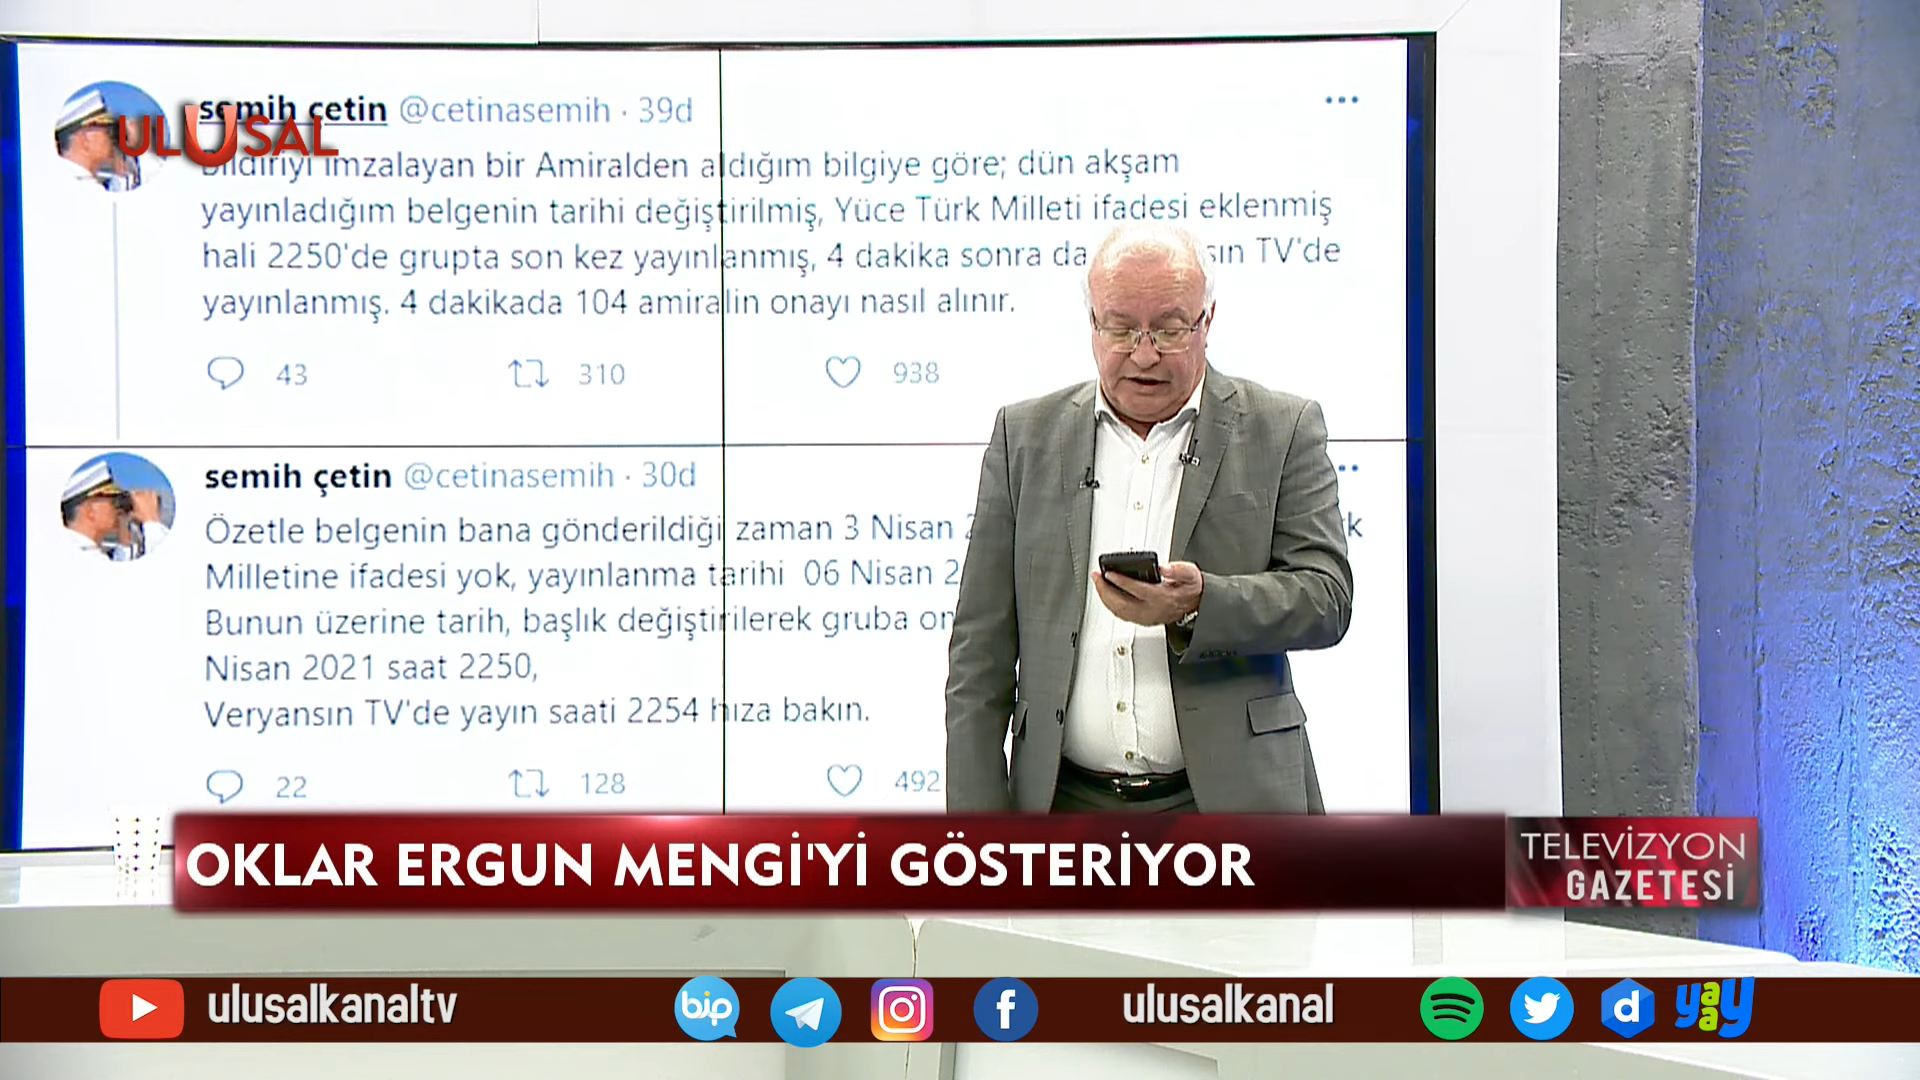 semih çetin @cetinasemih · 39d
ULUSAL
Bildiriyi imzalayan bir Amiralden aldığım bilgiye göre; dün akşam
yayınladığım belgenin tarihi değiştirilmiş, Yüce Türk Milleti ifadesi eklenmiş
hali 2250'de grupta son kez yayınlanmış, 4 dakika sonra da sın TV'de
yayınlanmış. 4 dakikada 104 amiralin onayı nasıl alınır.
43 310 938
semih çetin @cetinasemih · 30d
Özetle belgenin bana gönderildiği zaman 3 Nisan
Milletine ifadesi yok, yayınlanma tarihi 06 Nisan 2
Bunun üzerine tarih, başlık değiştirilerek gruba
Nisan 2021 saat 2250,
Veryansın TV'de yayın saati 2254 hıza bakın.
22 128 492
OKLAR ERGUN MENGİ'Yİ GÖSTERİYOR
TELEVİZYON
GAZETESİ
ulusalkanaltv
bip
ulusalkanal
d
yaay